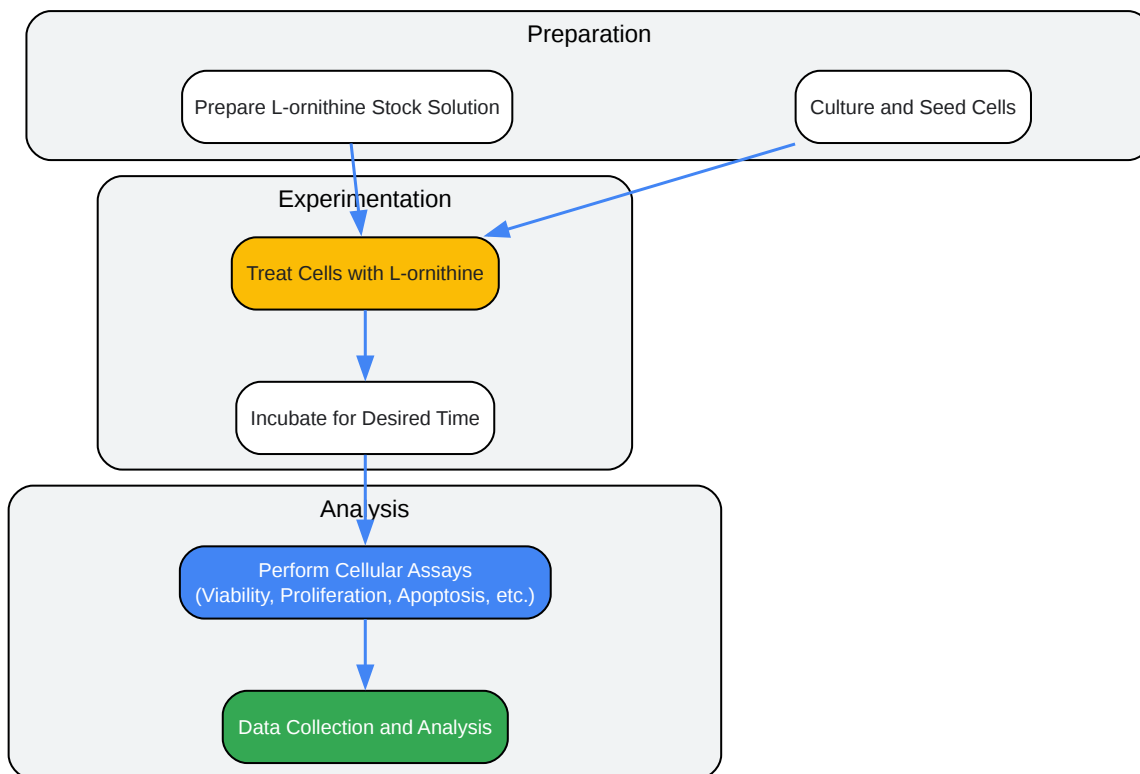 Preparation
Prepare L-ornithine Stock Solution
Culture and Seed Cells
Experimentation
Treat Cells with L-ornithine
Incubate for Desired Time
Analysis
Perform Cellular Assays
(Viability, Proliferation, Apoptosis, etc.)
Data Collection and Analysis